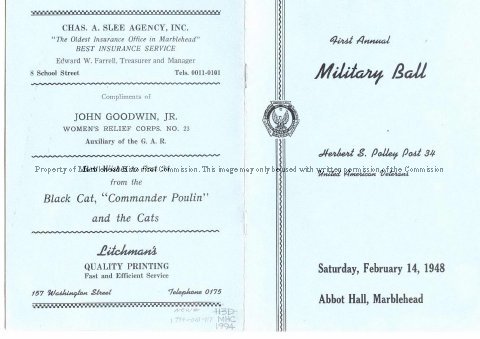 CHAS. A. SLEE AGENCY, INC.
"The Oldest Insurance Office in Marblehead"
BEST INSURANCE SERVICE
Edward W. Farrell, Treasurer and Manager
8 School Street Tels. 0011-0101
Compliments of
JOHN GOODWIN, JR.
WOMEN'S RELIEF CORPS. NO. 23
Auxiliary of the G. A. R.
Property of Marblehead Historical Commission. This image may only be used with written permission of the Commission
from the
Black Cat, "Commander Poulin"
and the Cats
Litchman's
QUALITY PRINTING
Fast and Efficient Service
157 Washington Street Telephone 0175
113D
MHC
1994
First Annual
Military Ball
Herbert S. Polley Post 34
United American Veterans
Saturday, February 14, 1948
Abbot Hall, Marblehead